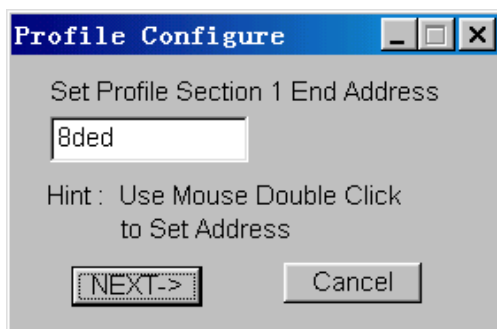 Profile Configure
Set Profile Section 1 End Address
8ded
Hint : Use Mouse Double Click
to Set Address
NEXT-> Cancel